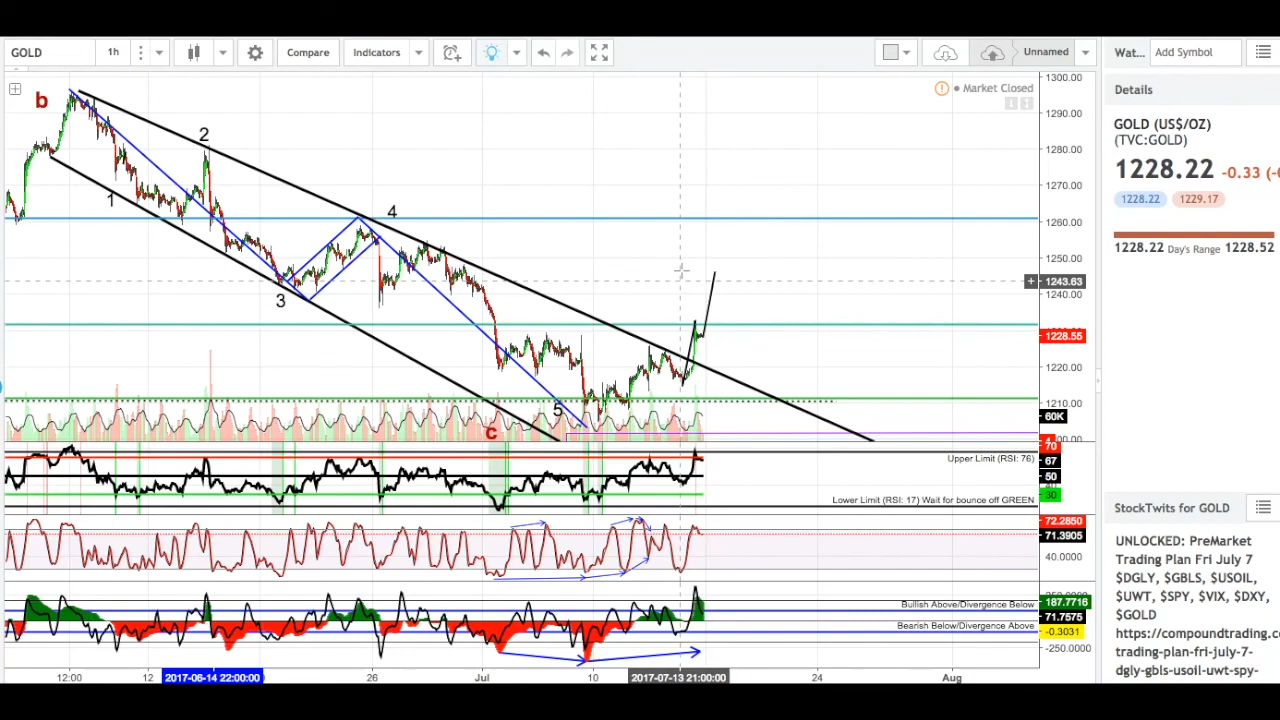 GOLD
1h
Compare
Indicators
Unnamed
Wat...
Add Symbol
b
2
1
4
3
5
c
Market Closed
1300.00
1290.00
1280.00
1270.00
1260.00
1250.00
+ 1243.63
1240.00
1228.55
1220.00
1210.00
60K
70
67
50
30
Upper Limit (RSI: 76)
Lower Limit (RSI: 17) Wait for bounce off GREEN
72.2850
71.3905
40.0000
Bullish Above/Divergence Below
187.7716
71.7575
Bearish Below/Divergence Above
-0.3031
-250.0000
12:00
12
2017-06-14 22:00:00
26
Jul
10
2017-07-13 21:00:00
24
Aug
Details
GOLD (US$/OZ)
(TVC:GOLD)
1228.22 -0.33
1228.22
1229.17
1228.22 Day's Range 1228.52
StockTwits for GOLD
UNLOCKED: PreMarket
Trading Plan Fri July 7
$DGLY, $GBLS, $USOIL,
$UWT, $SPY, $VIX, $DXY,
$GOLD
https://compoundtrading.c
trading-plan-fri-july-7-
dgly-gbls-usoil-uwt-spy-